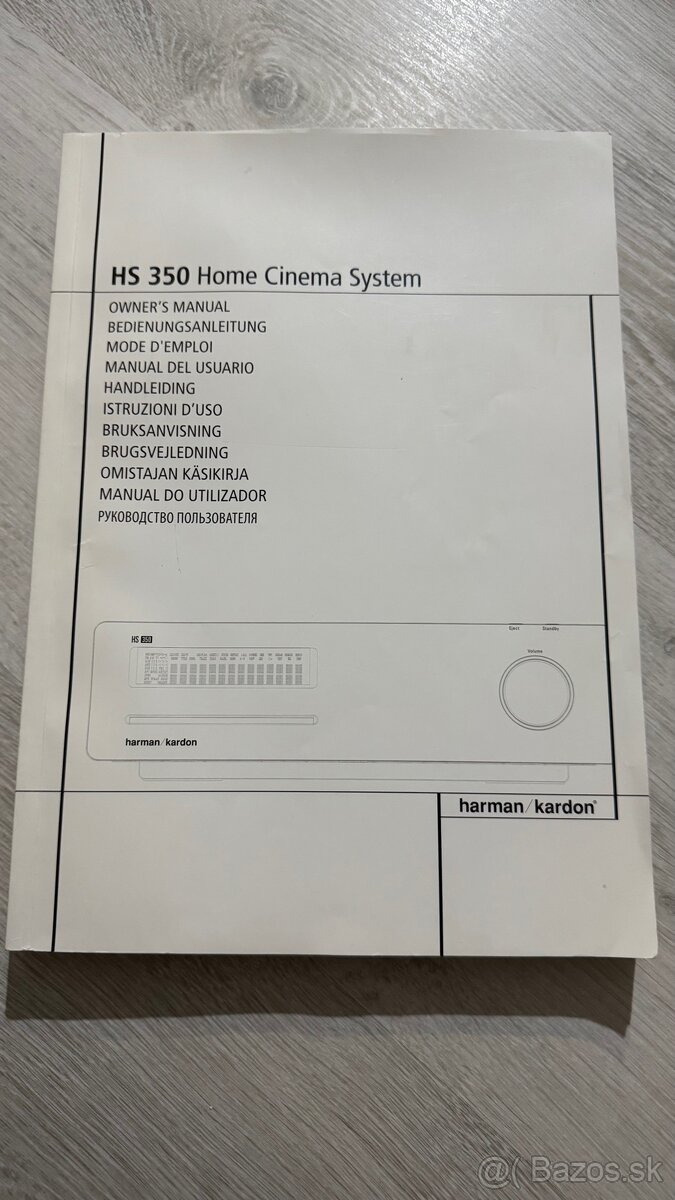 HS 350 Home Cinema System
OWNER'S MANUAL
BEDIENUNGSANLEITUNG
MODE D'EMPLOI
MANUAL DEL USUARIO
HANDLEIDING
ISTRUZIONI D'USO
BRUKSANVISNING
BRUGSVEJLEDNING
OMISTAJAN KÄSIKIRJA
MANUAL DO UTILIZADOR
РУКОВОДСТВО ПОЛЬЗОВАТЕЛЯ
Eject Standby
HS 350
Volume
harman/kardon
harman/kardon®
@( Bazos.sk